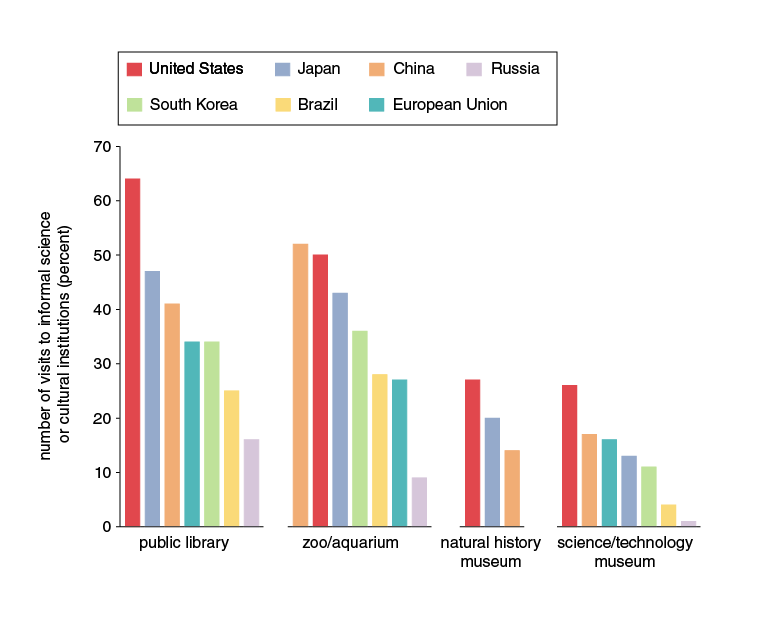 United States Japan China Russia
South Korea Brazil European Union
number of visits to informal science
or cultural institutions (percent)
70
60
50
40
30
20
10
0
public library zoo/aquarium natural history science/technology
museum museum